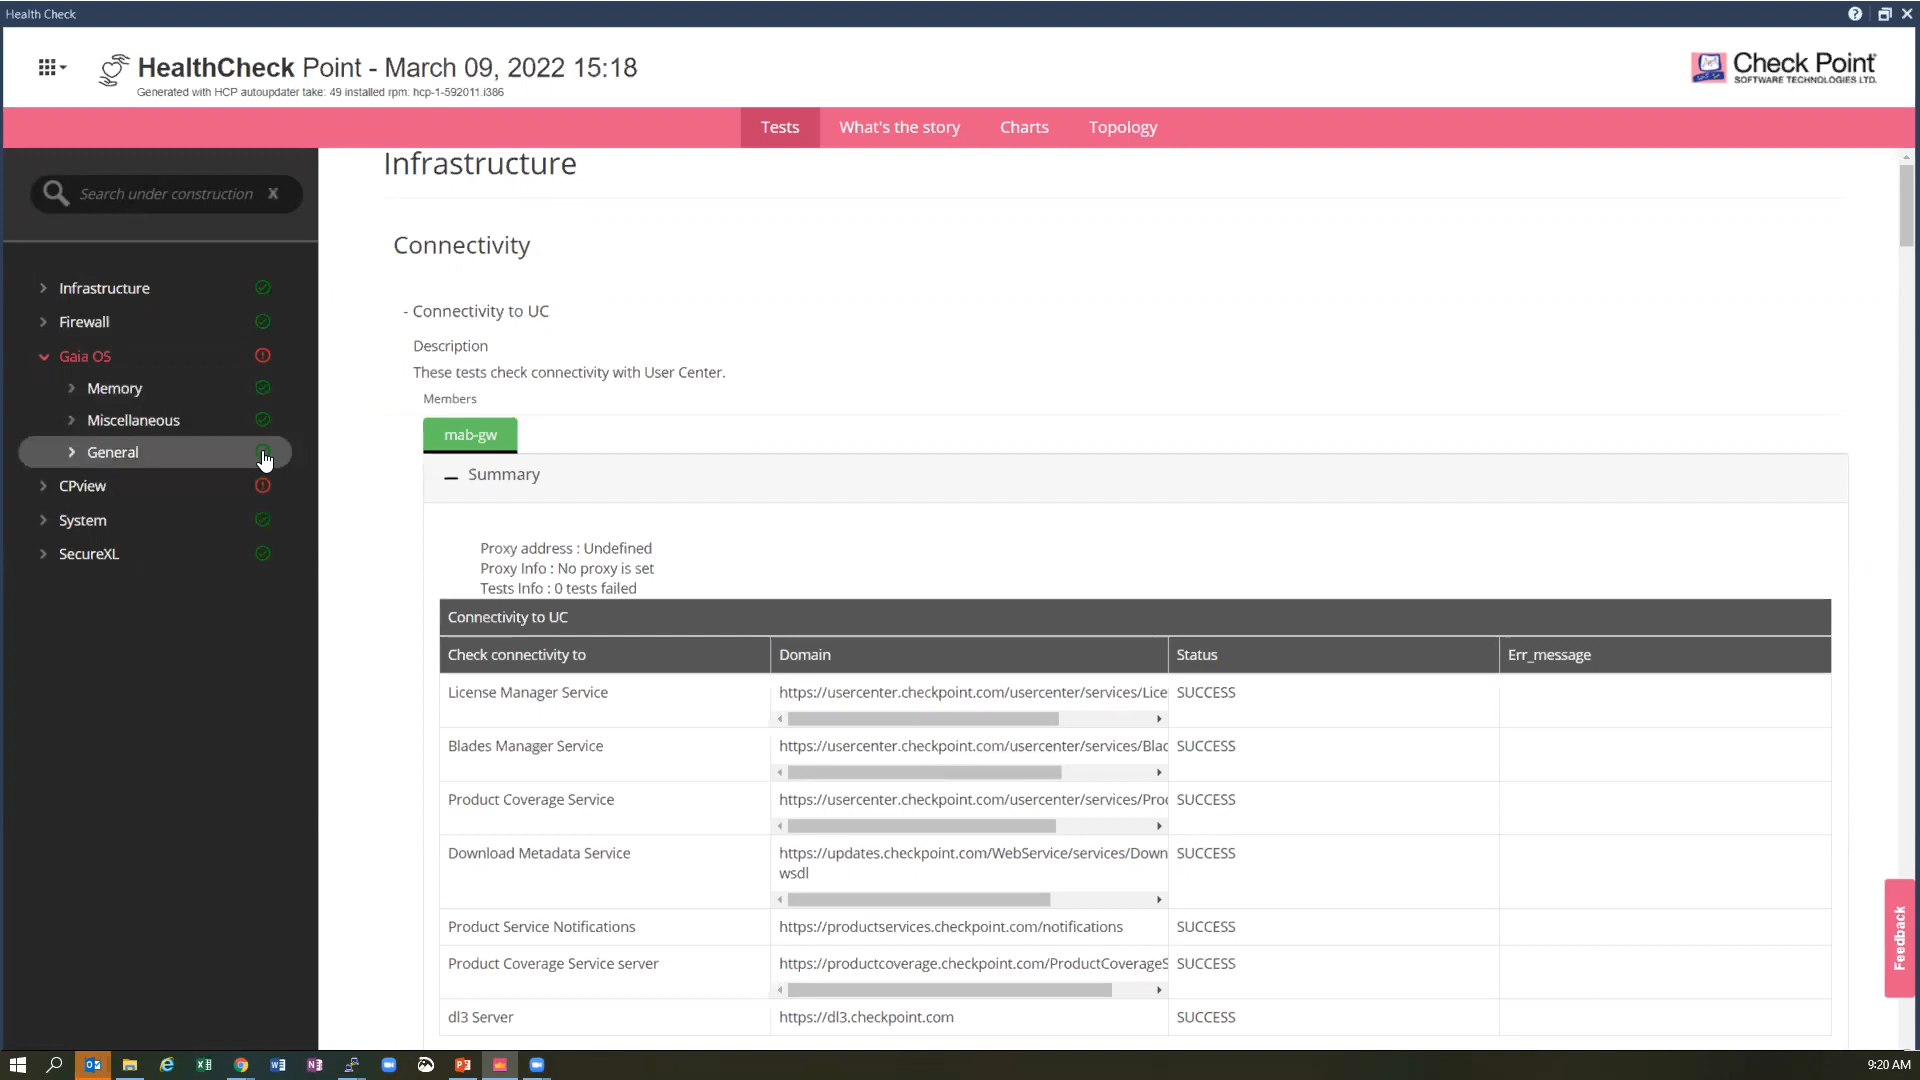 Health Check
HealthCheck Point - March 09, 2022 15:18
Generated with HCP autoupdater take: 49 installed rpm: hcp-1-592011.i386
Check Point
SOFTWARE TECHNOLOGIES LTD.
Tests
What's the story
Charts
Topology
Search under construction X
Infrastructure
Firewall
Gaia OS
Memory
Miscellaneous
General
CPview
System
SecureXL
Infrastructure
Connectivity
- Connectivity to UC
Description
These tests check connectivity with User Center.
Members
mab-gw
Summary
Proxy address : Undefined
Proxy Info : No proxy is set
Tests Info : 0 tests failed
Connectivity to UC
Check connectivity to Domain Status Err_message
License Manager Service https://usercenter.checkpoint.com/usercenter/services/Lice SUCCESS
Blades Manager Service https://usercenter.checkpoint.com/usercenter/services/Blac SUCCESS
Product Coverage Service https://usercenter.checkpoint.com/usercenter/services/Proc SUCCESS
Download Metadata Service https://updates.checkpoint.com/WebService/services/Down SUCCESS
wsdl
Product Service Notifications https://productservices.checkpoint.com/notifications SUCCESS
Product Coverage Service server https://productcoverage.checkpoint.com/ProductCoverageS SUCCESS
dl3 Server https://dl3.checkpoint.com SUCCESS
Feedback
9:20 AM